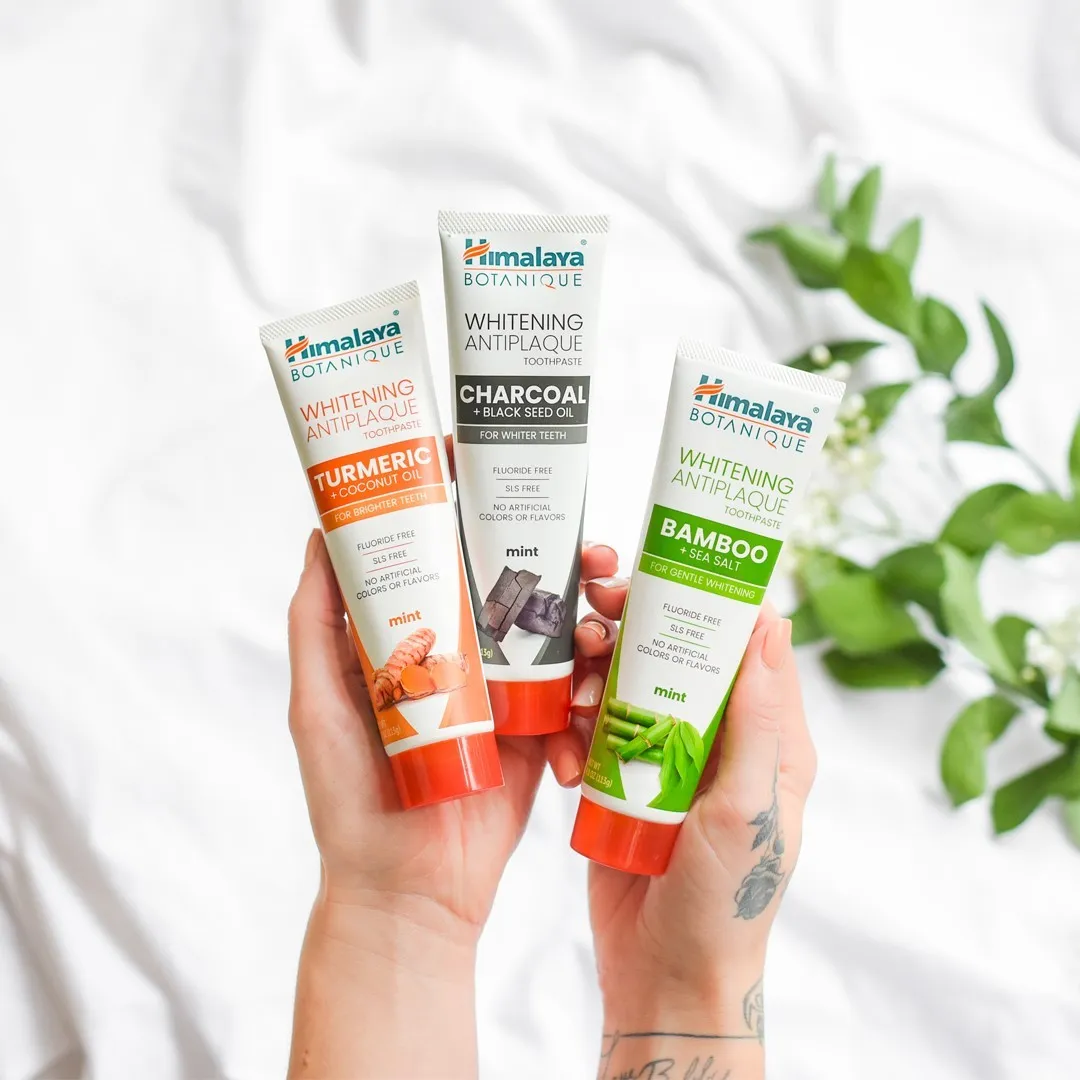 Himalaya®
BOTANIQUE
WHITENING
ANTIPLAQUE
TOOTHPASTE
TURMERIC
+ COCONUT OIL
FOR BRIGHTER TEETH
FLUORIDE FREE
SLS FREE
NO ARTIFICIAL
COLORS OR FLAVORS
mint
Himalaya®
BOTANIQUE
WHITENING
ANTIPLAQUE
TOOTHPASTE
CHARCOAL
+ BLACK SEED OIL
FOR WHITER TEETH
FLUORIDE FREE
SLS FREE
NO ARTIFICIAL
COLORS OR FLAVORS
mint
Himalaya®
BOTANIQUE
WHITENING
ANTIPLAQUE
TOOTHPASTE
BAMBOO
+ SEA SALT
FOR GENTLE WHITENING
FLUORIDE FREE
SLS FREE
NO ARTIFICIAL
COLORS OR FLAVORS
mint
WT
(113g)